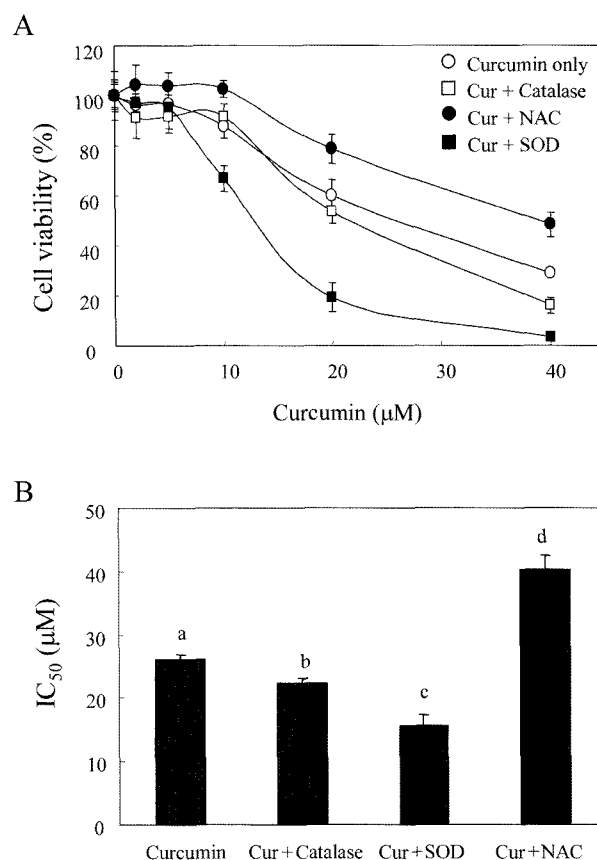 A
Cell viability (%)
120
100
80
60
40
20
0
Curcumin only
Cur + Catalase
Cur + NAC
Cur + SOD
0
10
20
30
40
Curcumin (μM)
B
IC50 (μM)
50
40
30
20
10
0
a
b
c
d
Curcumin
Cur + Catalase
Cur + SOD
Cur + NAC